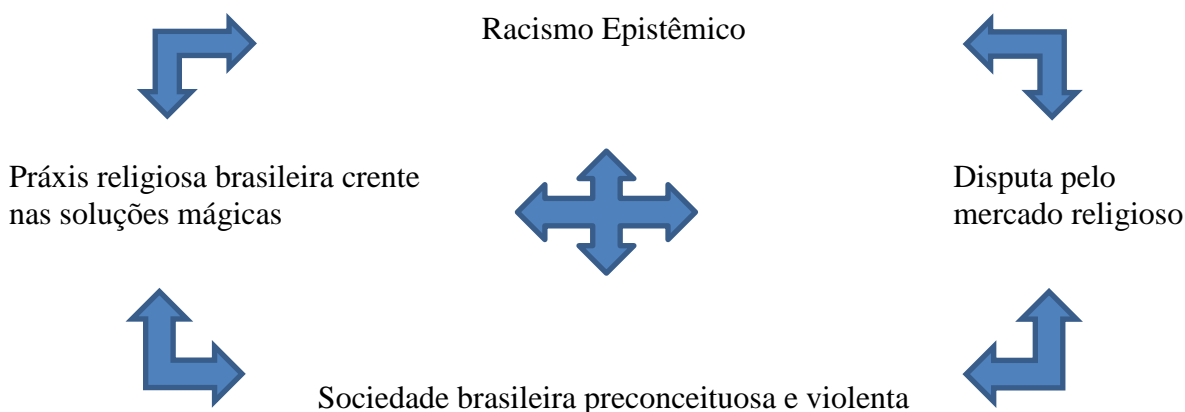 Racismo Epistêmico
Práxis religiosa brasileira crente
nas soluções mágicas
Disputa pelo
mercado religioso
Sociedade brasileira preconceituosa e violenta